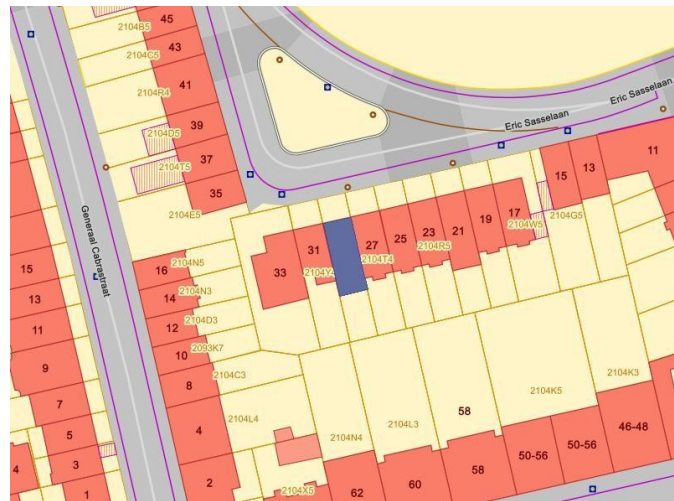 45
2104B5
43
2104C5
41
2104R4
39
2104D5
37
2104T5
35
2104E5
Eric Sasselaan
Eric Sasselaan
11
13
15
2104G5
17
2104W5
19
21
23
2104R5
25
27
2104T4
31
2104Y4
33
Generaal Cabrastraat
16
2104N5
14
2104N3
12
2104D3
10
2093K7
8
2104C3
4
2104L4
2
15
13
11
9
7
5
3
4
1
2104N4
2104L3
58
2104K5
2104K3
2104X5
62
60
58
50-56
50-56
46-48